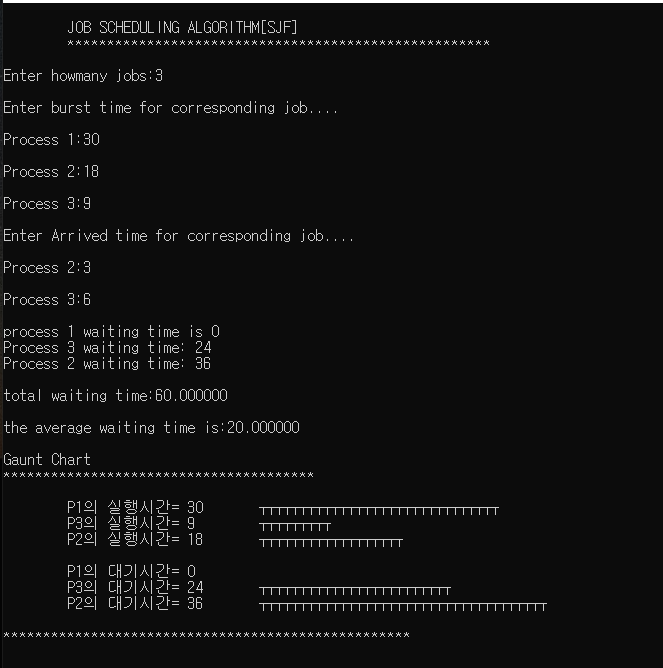 JOB SCHEDULING ALGORITHM[SJF]
*****************************************************
Enter howmany jobs:3
Enter burst time for corresponding job....
Process 1:30
Process 2:18
Process 3:9
Enter Arrived time for corresponding job....
Process 2:3
Process 3:6
process 1 waiting time is 0
Process 3 waiting time: 24
Process 2 waiting time: 36
total waiting time:60.000000
the average waiting time is:20.000000
Gaunt Chart
***************************************
P1의 실행시간= 30 ┬┬┬┬┬┬┬┬┬┬┬┬┬┬┬┬┬┬┬┬┬┬┬┬┬┬┬┬┬┬
P3의 실행시간= 9 ┬┬┬┬┬┬┬┬┬
P2의 실행시간= 18 ┬┬┬┬┬┬┬┬┬┬┬┬┬┬┬┬┬┬
P1의 대기시간= 0
P3의 대기시간= 24 ┬┬┬┬┬┬┬┬┬┬┬┬┬┬┬┬┬┬┬┬┬┬┬┬
P2의 대기시간= 36 ┬┬┬┬┬┬┬┬┬┬┬┬┬┬┬┬┬┬┬┬┬┬┬┬┬┬┬┬┬┬┬┬┬┬┬┬
***************************************************